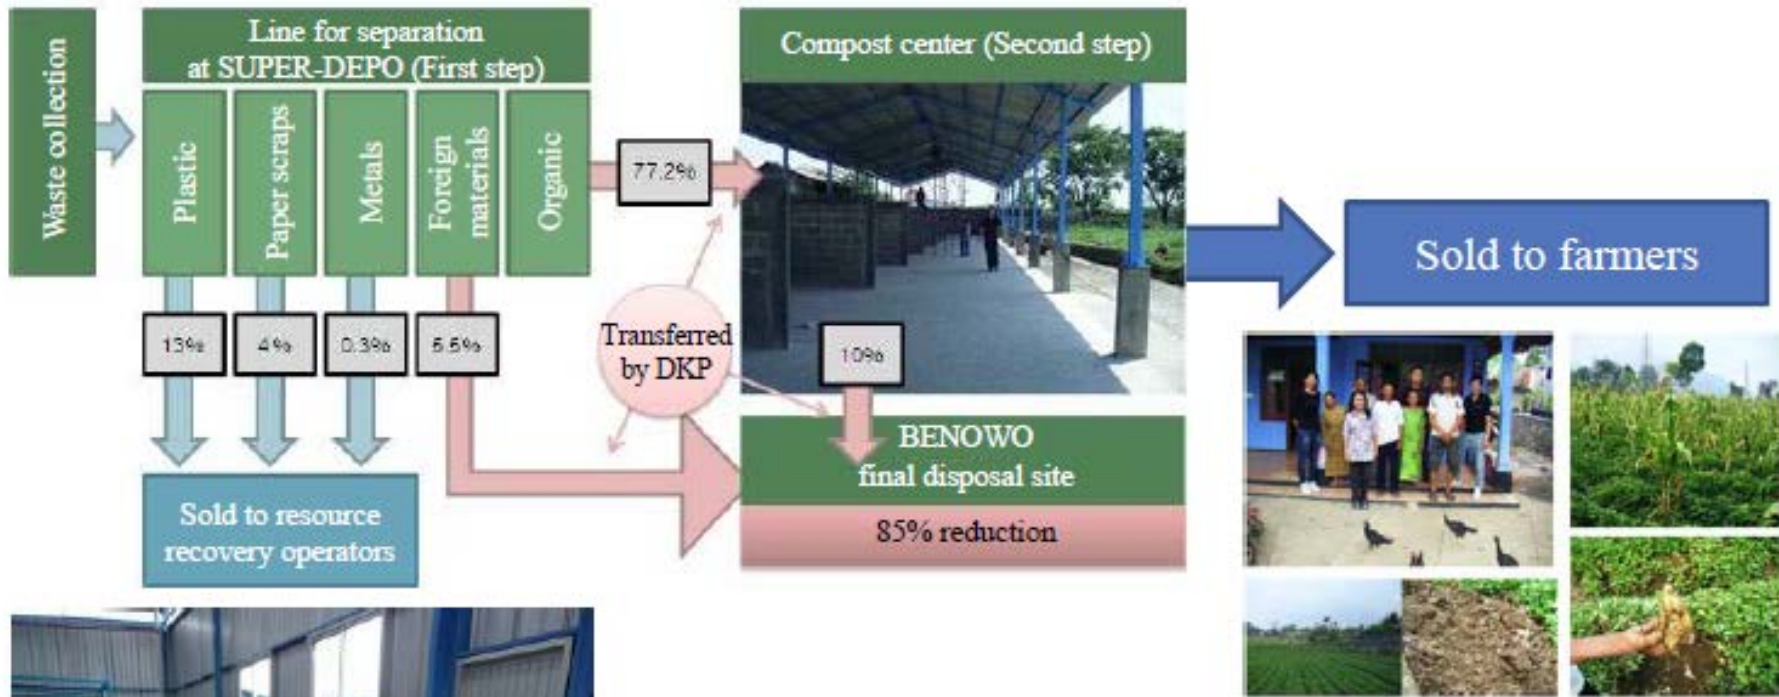 Waste collection
Line for separation
at SUPER-DEPO (First step)
Plastic
Paper scraps
Metals
Foreign
materials
Organic
77.2%
13%
4%
0.3%
5.5%
Transferred
by DKP
Sold to resource
recovery operators
Compost center (Second step)
10%
BENOWO
final disposal site
85% reduction
Sold to farmers